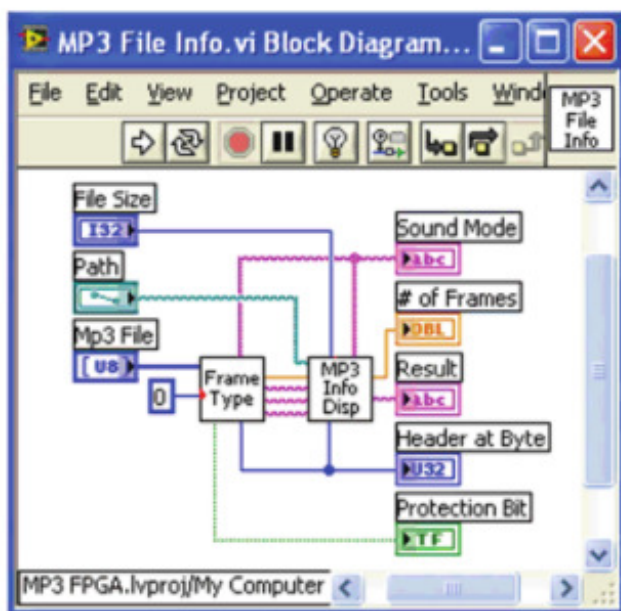 MP3 File Info.vi Block Diagram...
File Edit View Project Operate Tools Wind
MP3
File
Info
File Size
I32
Path
Mp3 File
[U8]
0
Frame
Type
MP3
Info
Disp
Sound Mode
abc
# of Frames
DBL
Result
abc
Header at Byte
U32
Protection Bit
TF
MP3 FPGA.lvproj/My Computer